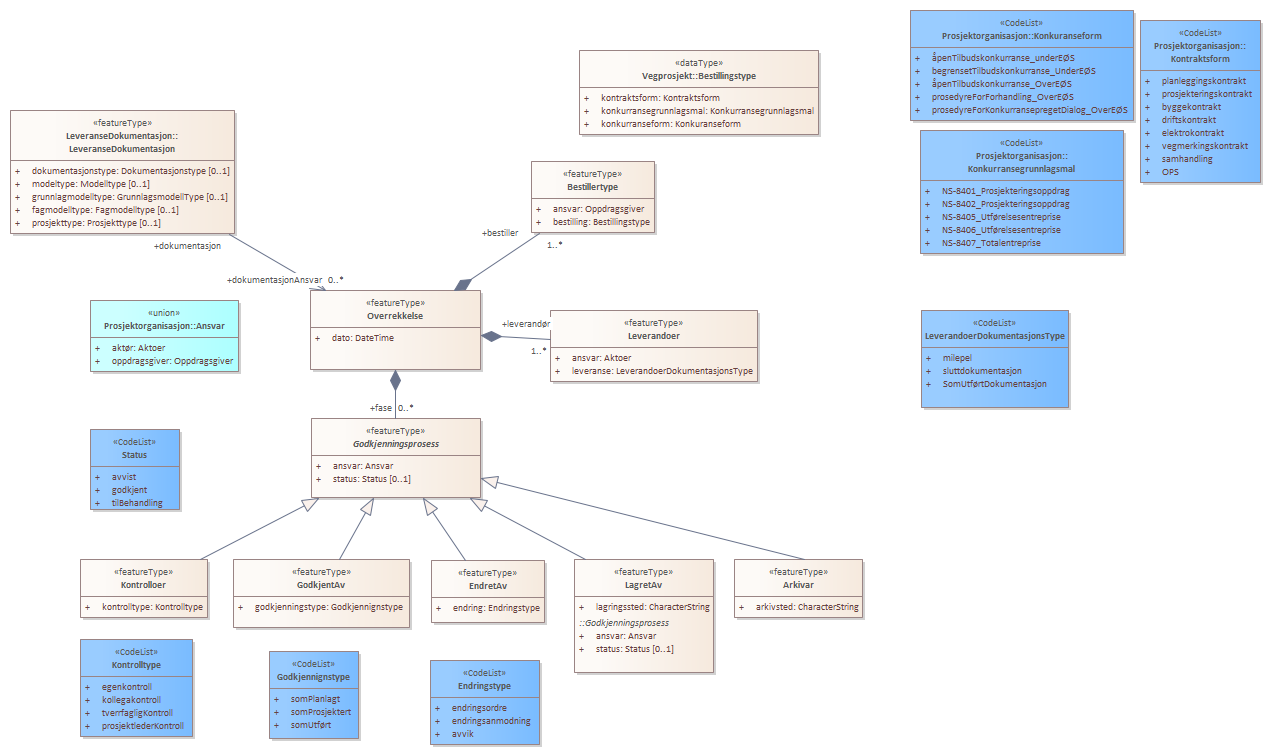 «CodeList»
Prosjektorganisasjon::Konkuranseform
+ åpenTilbudskonkurranse_underEØS
+ begrensetTilbudskonkurranse_UnderEØS
+ åpenTilbudskonkurranse_OverEØS
+ prosedyreForForhandling_OverEØS
+ prosedyreForKonkurransepregetDialog_OverEØS
«CodeList»
Prosjektorganisasjon::
Kontraktsform
+ planleggingskontrakt
+ prosjekteringskontrakt
+ byggekontrakt
+ driftskontrakt
+ elektrokontrakt
+ vegmerkingskontrakt
+ samhandling
+ OPS
«dataType»
Vegprosjekt::Bestillingstype
+ kontraktsform: Kontraktsform
+ konkurransegrunnlagsmal: Konkurransegrunnlagsmal
+ konkurranseform: Konkuranseform
«featureType»
LeveranseDokumentasjon::
LeveranseDokumentasjon
+ dokumentasjonstype: Dokumentasjonstype [0..1]
+ modeltype: Modelltype [0..1]
+ grunnlagmodelltype: GrunnlagsmodellType [0..1]
+ fagmodelltype: Fagmodelltype [0..1]
+ prosjekttype: Prosjekttype [0..1]
«CodeList»
Prosjektorganisasjon::
Konkurransegrunnlagsmal
+ NS-8401_Prosjekteringsoppdrag
+ NS-8402_Prosjekteringsoppdrag
+ NS-8405_Utførelsesentreprise
+ NS-8406_Utførelsesentreprise
+ NS-8407_Totalentreprise
«featureType»
Bestillertype
+ ansvar: Oppdragsgiver
+ bestilling: Bestillingstype
+dokumentasjon
+bestiller
1..*
+dokumentasjonAnsvar 0..*
«featureType»
Overrekkelse
+ dato: DateTime
«union»
Prosjektorganisasjon::Ansvar
+ aktør: Aktoer
+ oppdragsgiver: Oppdragsgiver
+leverandør
1..*
«featureType»
Leverandoer
+ ansvar: Aktoer
+ leveranse: LeverandoerDokumentasjonsType
«CodeList»
LeverandoerDokumentasjonsType
+ milepel
+ sluttdokumentasjon
+ SomUtførtDokumentasjon
+fase 0..*
«featureType»
Godkjenningsprosess
+ ansvar: Ansvar
+ status: Status [0..1]
«CodeList»
Status
+ avvist
+ godkjent
+ tilBehandling
«featureType»
Kontrolloer
+ kontrolltype: Kontrolltype
«featureType»
GodkjentAv
+ godkjenningstype: Godkjennignstype
«featureType»
EndretAv
+ endring: Endringstype
«featureType»
LagretAv
+ lagringssted: CharacterString
::Godkjenningsprosess
+ ansvar: Ansvar
+ status: Status [0..1]
«featureType»
Arkivar
+ arkivsted: CharacterString
«CodeList»
Kontrolltype
+ egenkontroll
+ kollegakontroll
+ tverrfagligKontroll
+ prosjektlederKontroll
«CodeList»
Godkjennignstype
+ somPlanlagt
+ somProsjektert
+ somUtført
«CodeList»
Endringstype
+ endringsordre
+ endringsanmodning
+ avvik